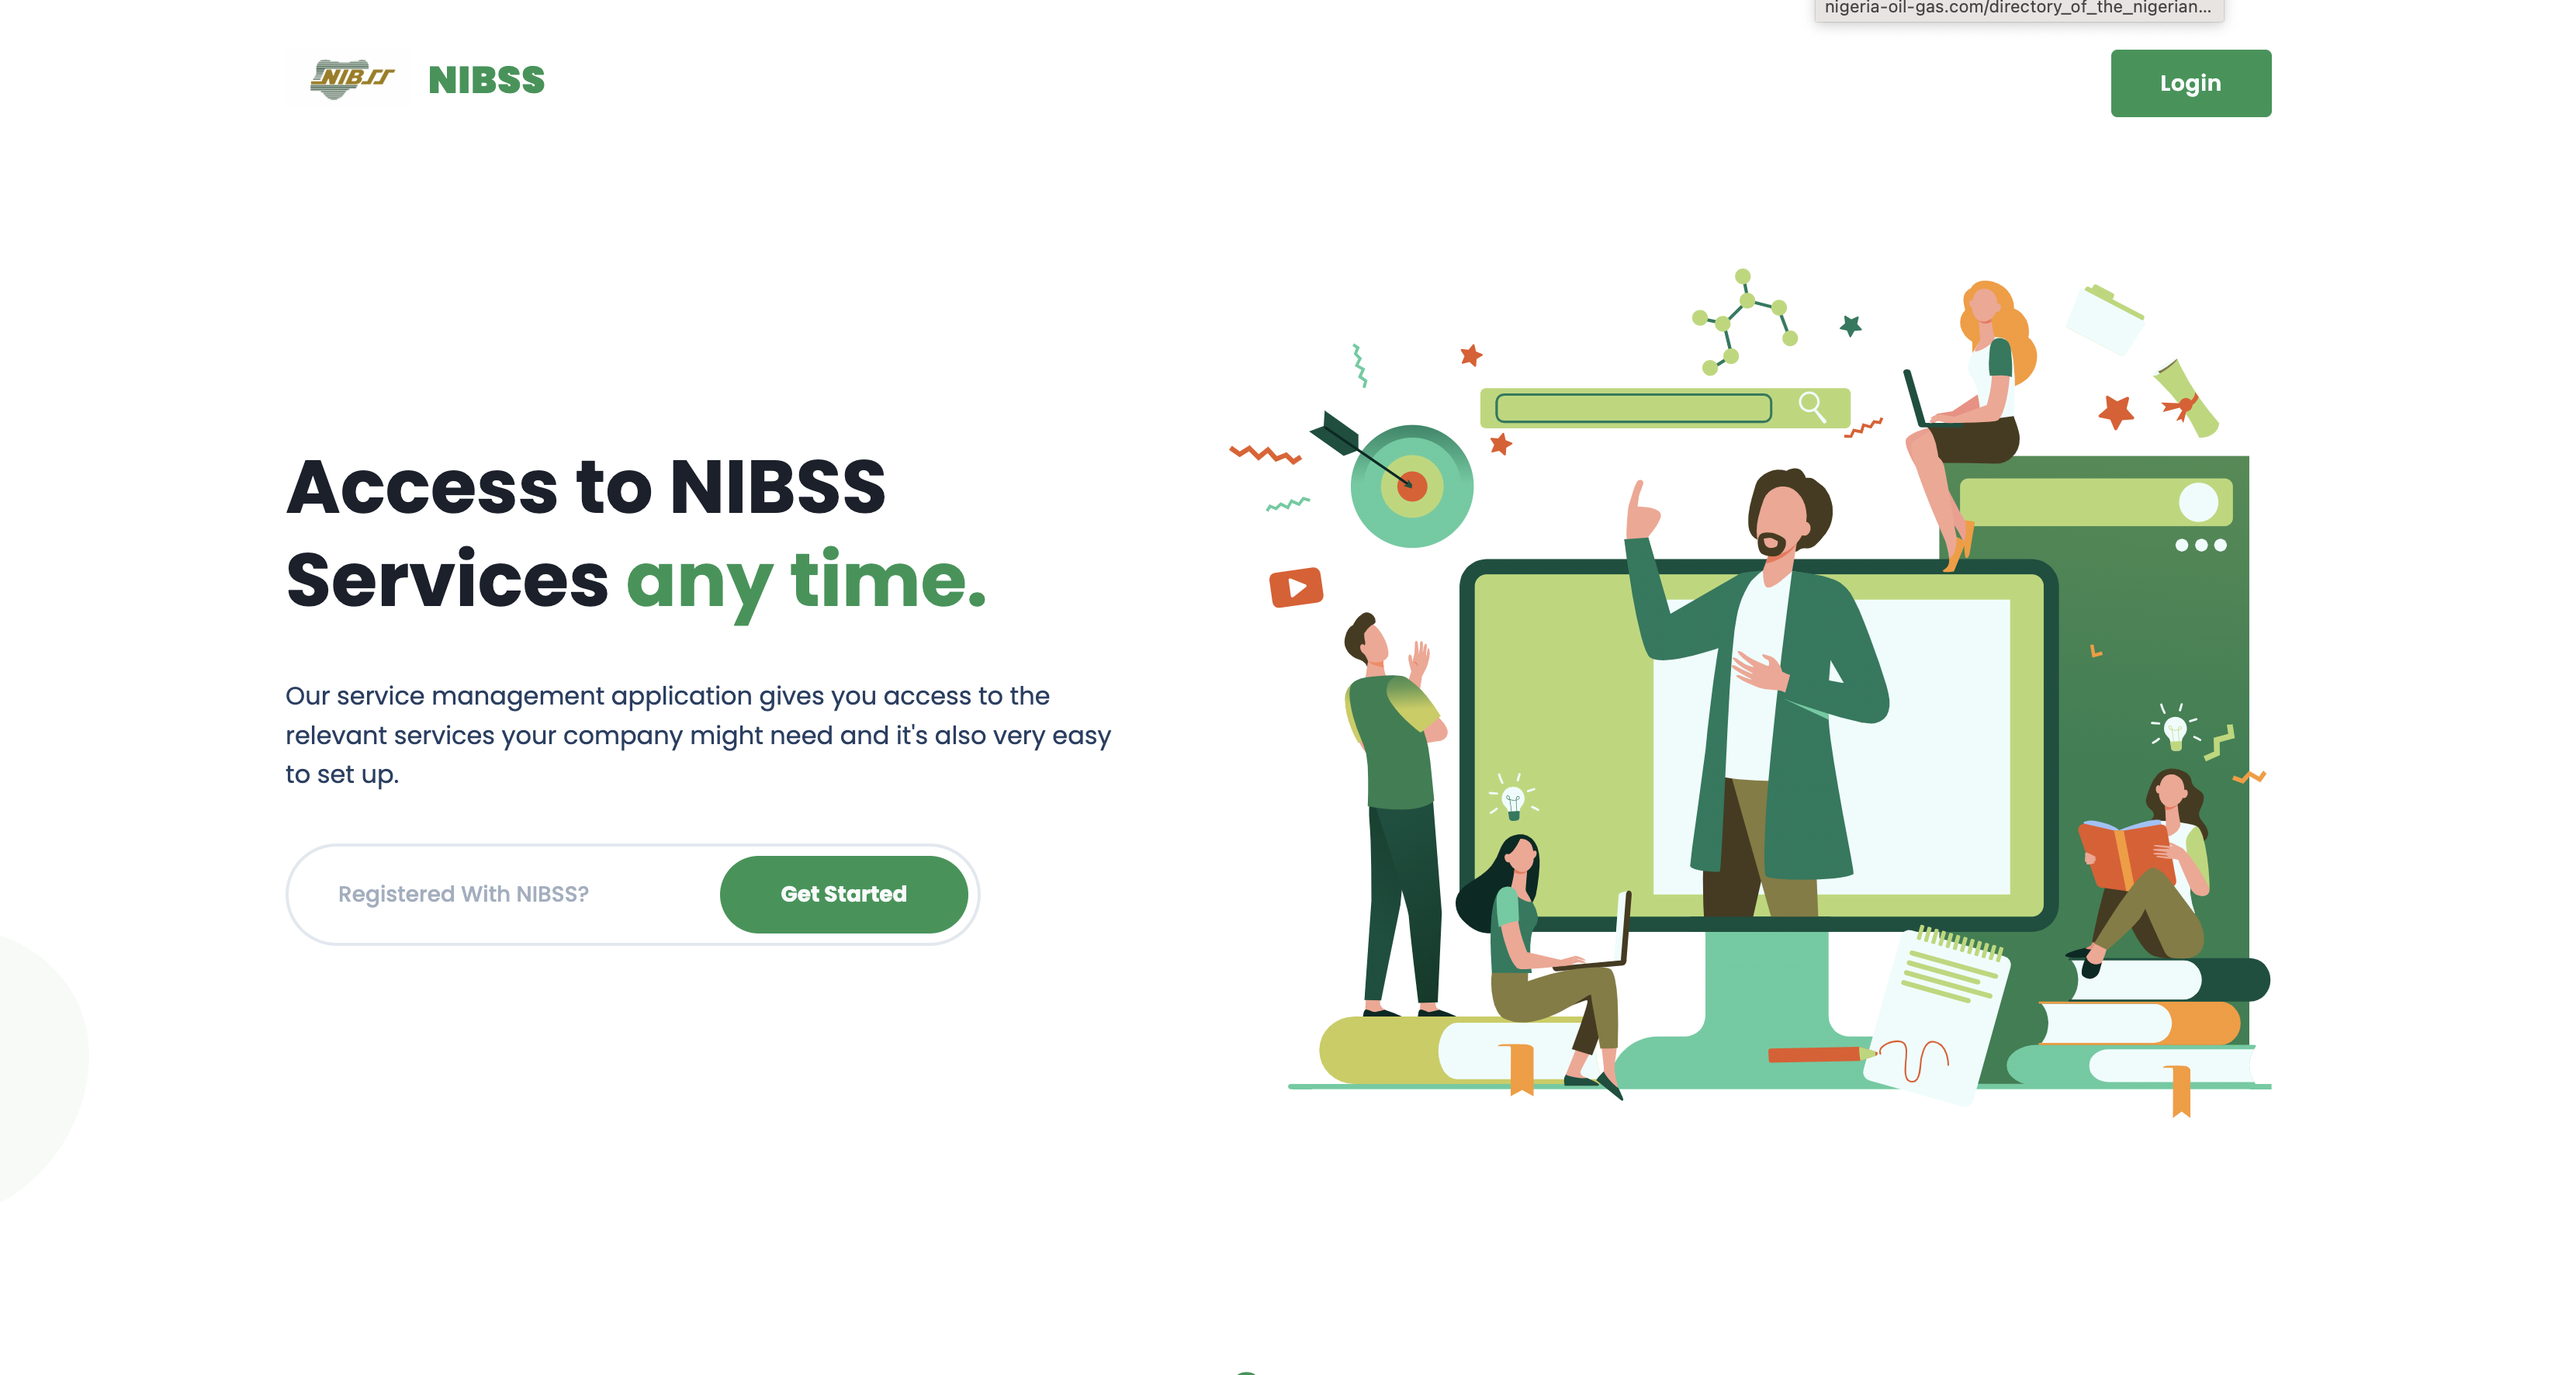 nigeria-oil-gas.com/directory_of_the_nigerian...
NIBSS NIBSS
Login
Access to NIBSS
Services any time.
Our service management application gives you access to the
relevant services your company might need and it's also very easy
to set up.
Registered With NIBSS? Get Started